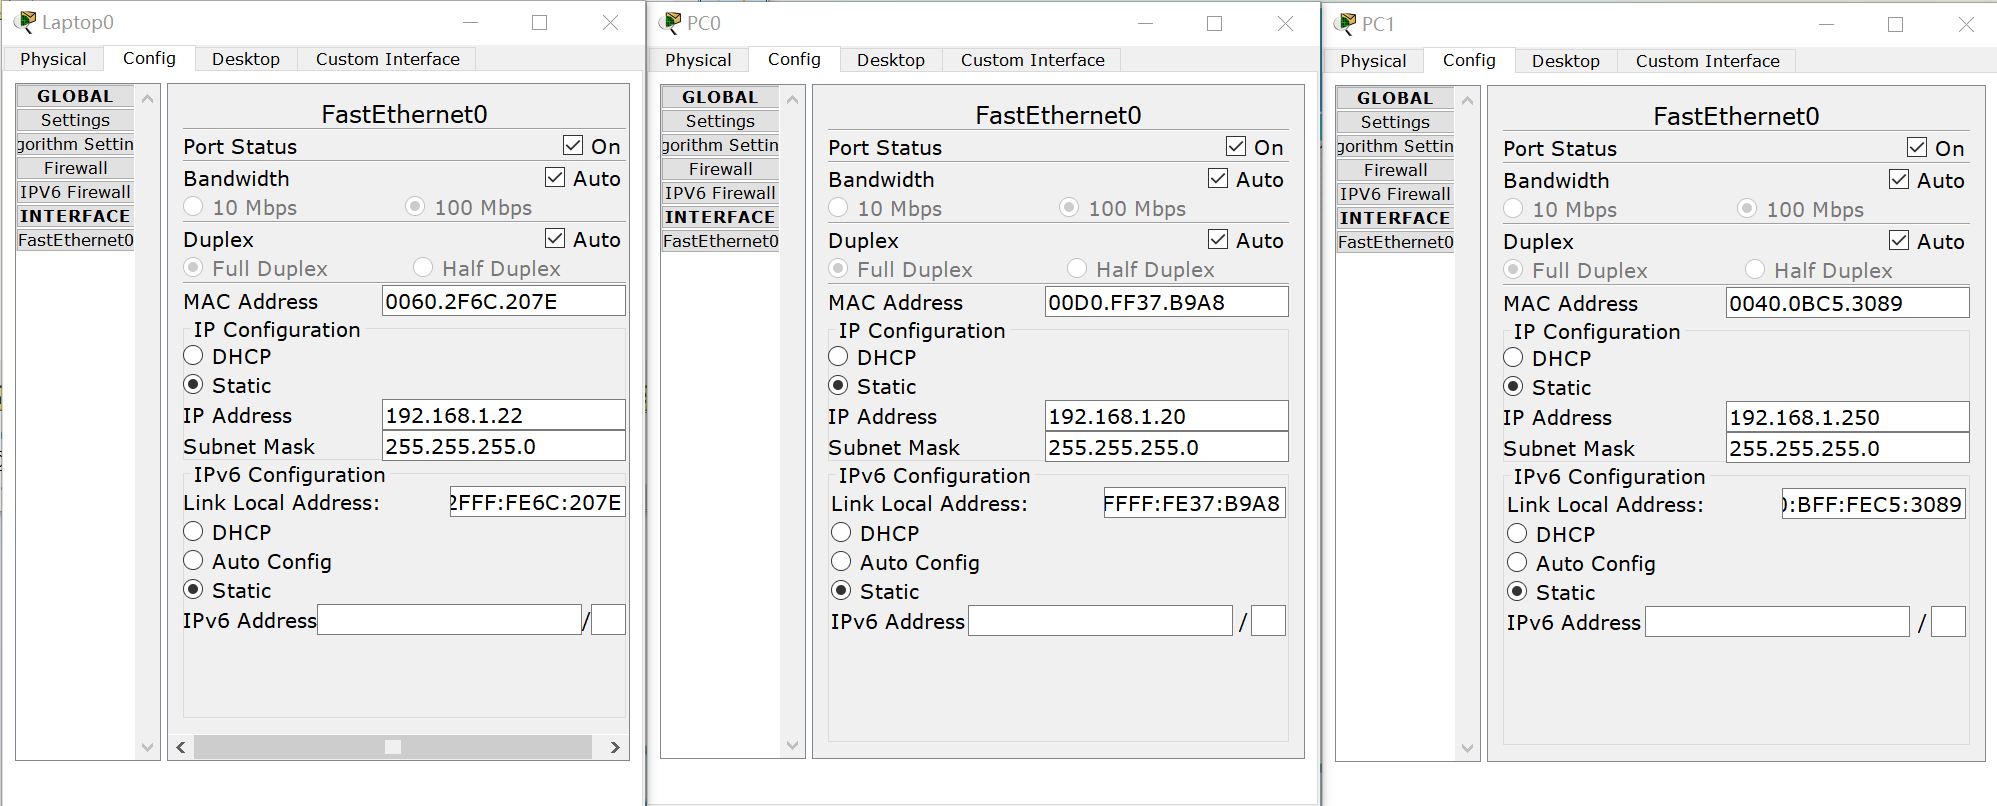 Laptop0
Physical Config Desktop Custom Interface
GLOBAL
Settings
gorithm Settin
Firewall
IPV6 Firewall
INTERFACE
FastEthernet0
FastEthernet0
Port Status On
Bandwidth Auto
10 Mbps 100 Mbps
Duplex Auto
Full Duplex Half Duplex
MAC Address 0060.2F6C.207E
IP Configuration
DHCP
Static
IP Address 192.168.1.22
Subnet Mask 255.255.255.0
IPv6 Configuration
Link Local Address: 2FFF:FE6C:207E
DHCP
Auto Config
Static
IPv6 Address /
PC0
Physical Config Desktop Custom Interface
GLOBAL
Settings
gorithm Settin
Firewall
IPV6 Firewall
INTERFACE
FastEthernet0
FastEthernet0
Port Status On
Bandwidth Auto
10 Mbps 100 Mbps
Duplex Auto
Full Duplex Half Duplex
MAC Address 00D0.FF37.B9A8
IP Configuration
DHCP
Static
IP Address 192.168.1.20
Subnet Mask 255.255.255.0
IPv6 Configuration
Link Local Address: FFFF:FE37:B9A8
DHCP
Auto Config
Static
IPv6 Address /
PC1
Physical Config Desktop Custom Interface
GLOBAL
Settings
gorithm Settin
Firewall
IPV6 Firewall
INTERFACE
FastEthernet0
FastEthernet0
Port Status On
Bandwidth Auto
10 Mbps 100 Mbps
Duplex Auto
Full Duplex Half Duplex
MAC Address 0040.0BC5.3089
IP Configuration
DHCP
Static
IP Address 192.168.1.250
Subnet Mask 255.255.255.0
IPv6 Configuration
Link Local Address: :BFF:FEC5:3089
DHCP
Auto Config
Static
IPv6 Address /